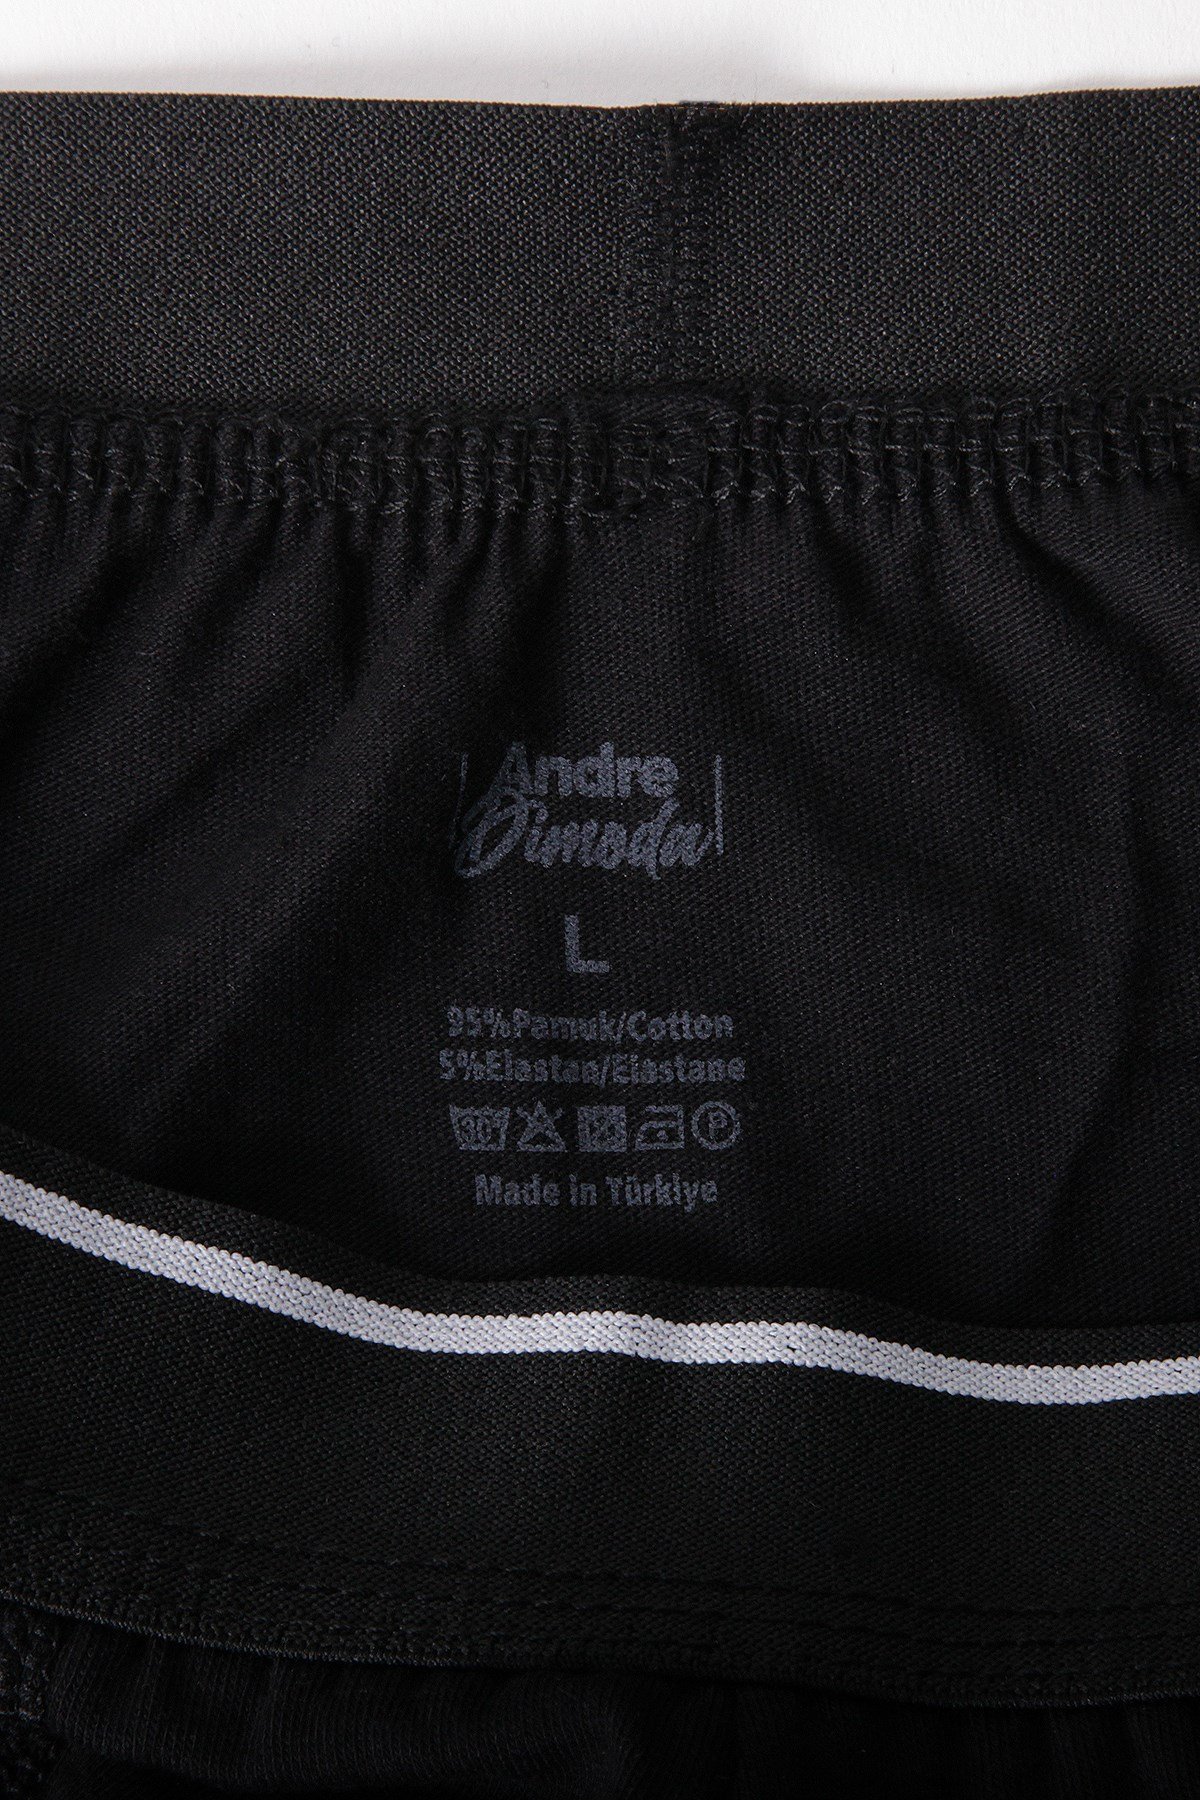 Andre
Dimoda
L
95%Pamuk/Cotton
5%Elastan/Elastane
30°
P
Made in Türkiye